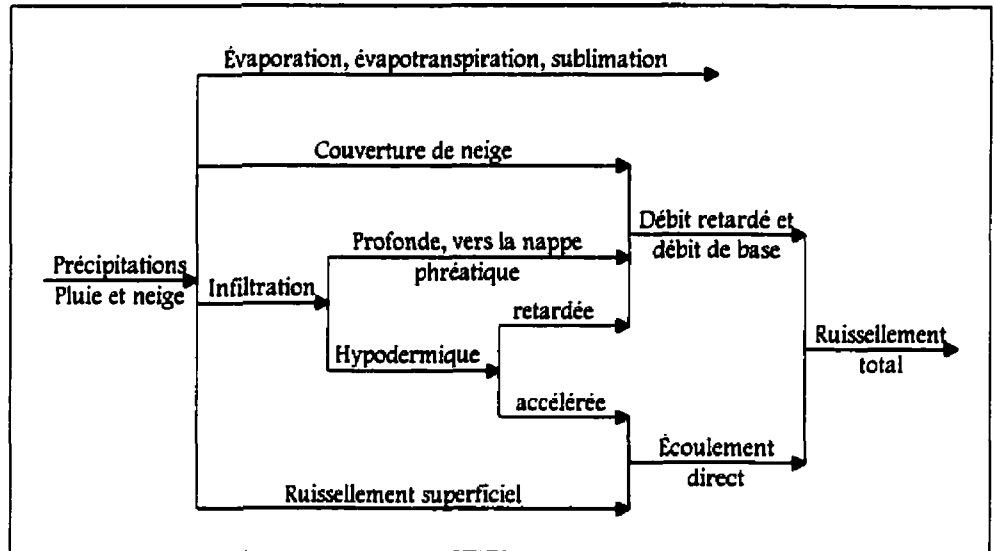 Évaporation, évapotranspiration, sublimation
Couverture de neige
Débit retardé et
débit de base
Profonde, vers la nappe
phréatique
Précipitations
Pluie et neige
Infiltration
retardée
Hypodermique
Ruissellement
total
accélérée
Écoulement
direct
Ruissellement superficiel